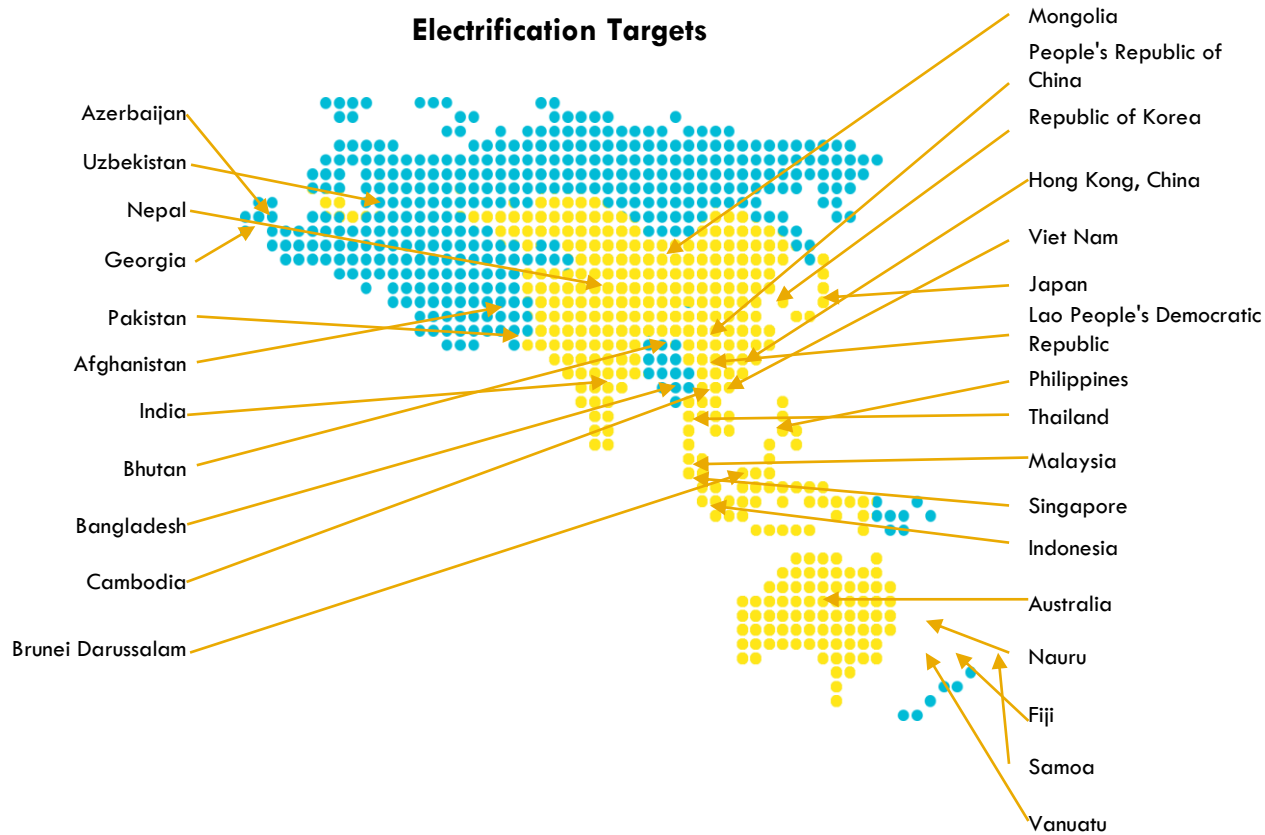 Electrification Targets
Azerbaijan
Uzbekistan
Nepal
Georgia
Pakistan
Afghanistan
India
Bhutan
Bangladesh
Cambodia
Brunei Darussalam
Mongolia
People's Republic of
China
Republic of Korea
Hong Kong, China
Viet Nam
Japan
Lao People's Democratic
Republic
Philippines
Thailand
Malaysia
Singapore
Indonesia
Australia
Nauru
Fiji
Samoa
Vanuatu